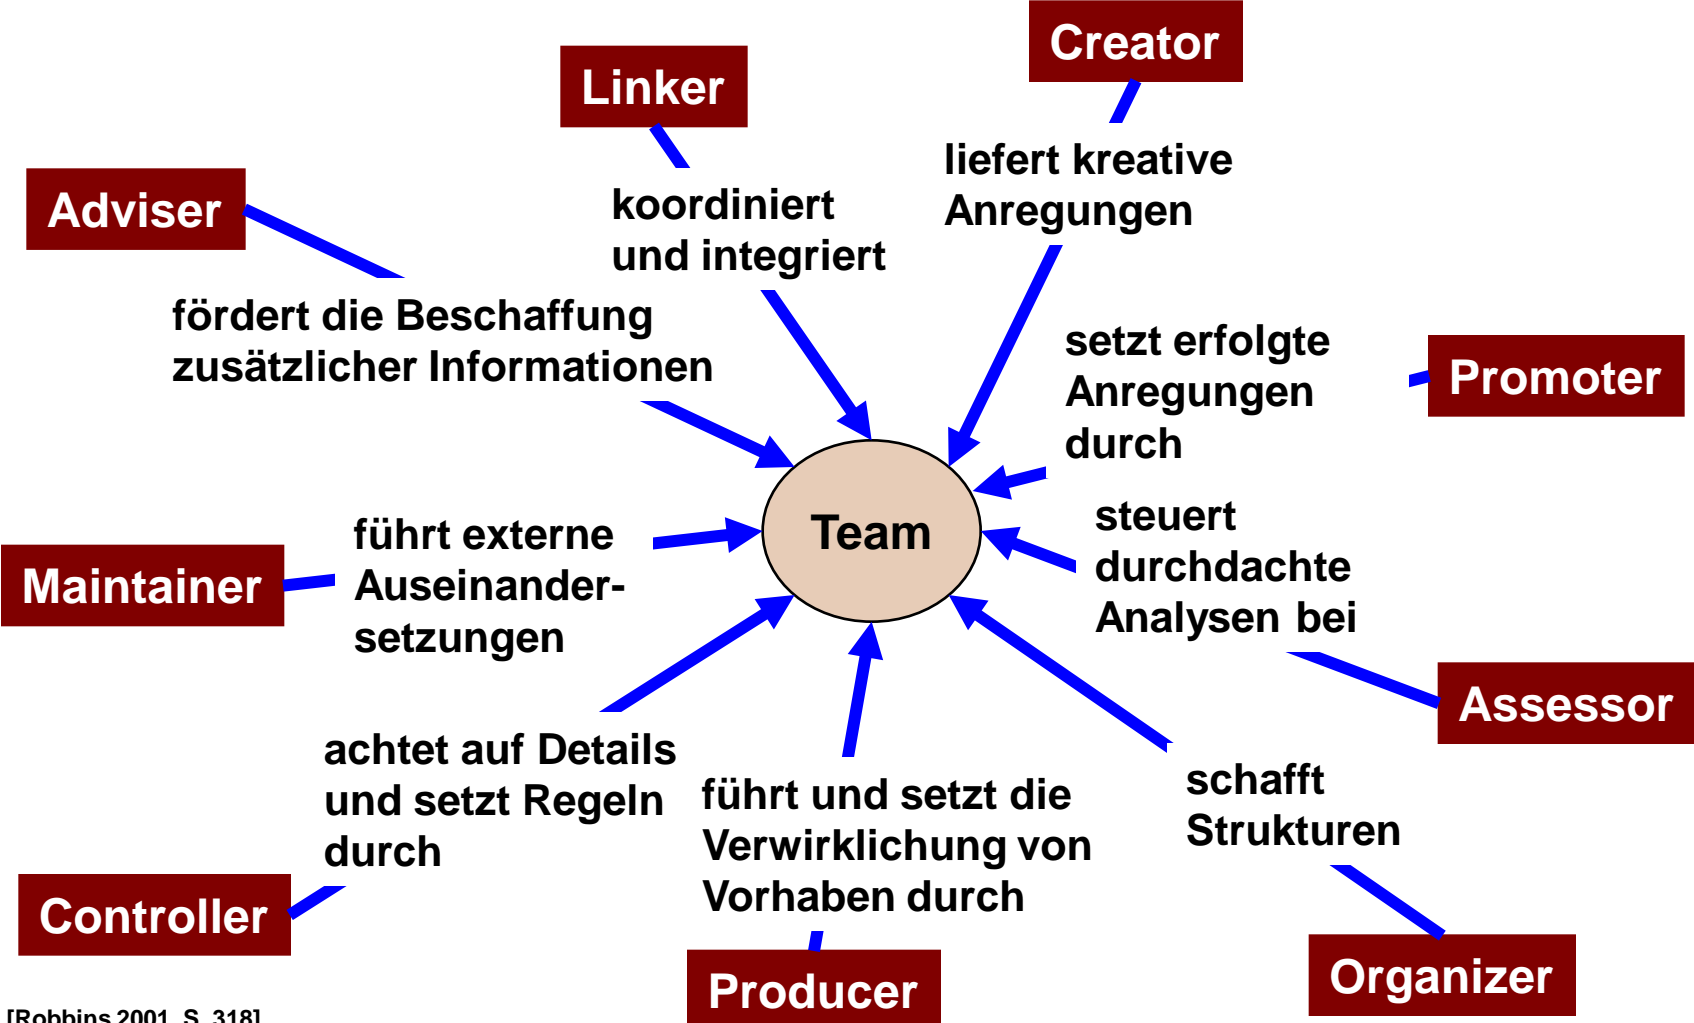 Creator
liefert kreative
Anregungen
Linker
koordiniert
und integriert
Adviser
fördert die Beschaffung
zusätzlicher Informationen
Promoter
setzt erfolgte
Anregungen
durch
Team
Maintainer
führt externe
Auseinander-
setzungen
steuert
durchdachte
Analysen bei
Assessor
Controller
achtet auf Details
und setzt Regeln
durch
führt und setzt die
Verwirklichung von
Vorhaben durch
Producer
schafft
Strukturen
Organizer
[Robbins 2001, S. 318]